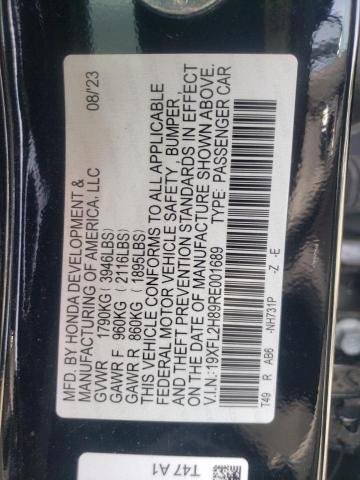 MFD. BY HONDA DEVELOPMENT & 08/'23
MANUFACTURING OF AMERICA, LLC
GVWR 1790KG (3946LBS)
GAWR F 960KG (2116LBS)
GAWR R 860KG (1895LBS)
THIS VEHICLE CONFORMS TO ALL APPLICABLE
FEDERAL MOTOR VEHICLE SAFETY, BUMPER,
AND THEFT PREVENTION STANDARDS IN EFFECT
ON THE DATE OF MANUFACTURE SHOWN ABOVE.
V.I.N.:19XFL2H89RE001689 TYPE: PASSENGER CAR
T49 R AB6 -NH731P -Z -E
T47 A1